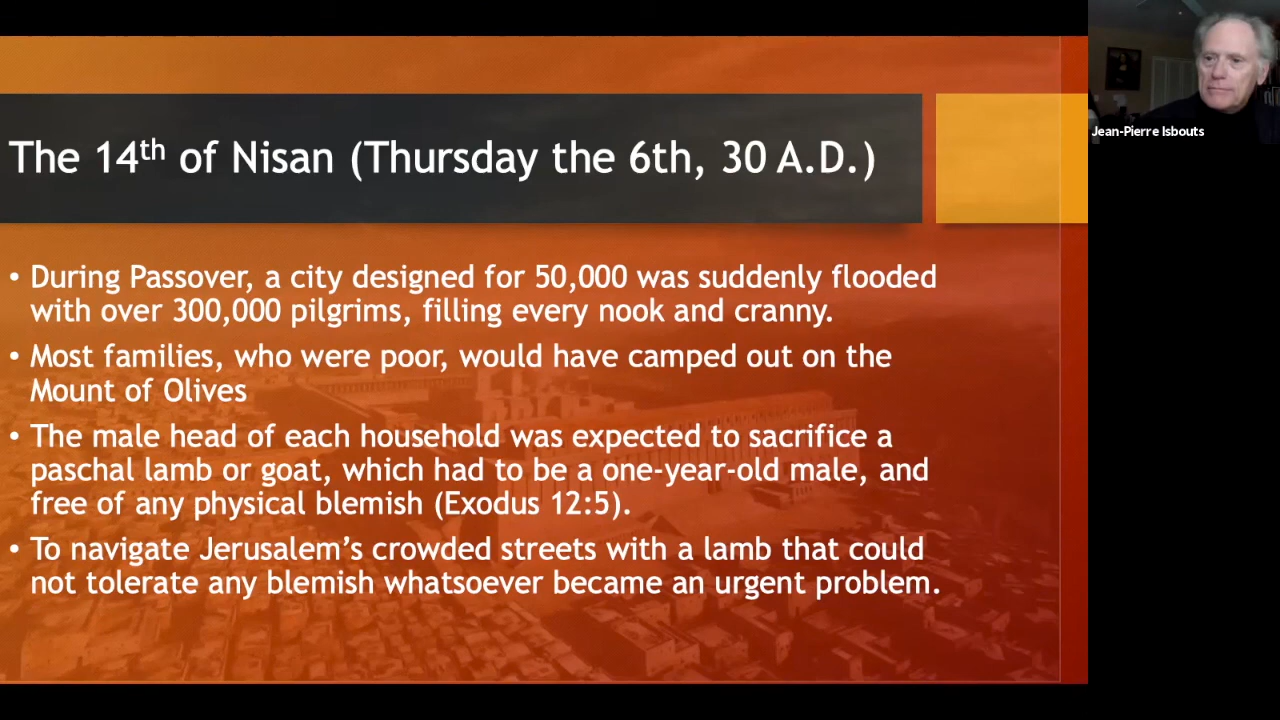 The 14th of Nisan (Thursday the 6th, 30 A.D.)
• During Passover, a city designed for 50,000 was suddenly flooded
with over 300,000 pilgrims, filling every nook and cranny.
• Most families, who were poor, would have camped out on the
Mount of Olives
• The male head of each household was expected to sacrifice a
paschal lamb or goat, which had to be a one-year-old male, and
free of any physical blemish (Exodus 12:5).
• To navigate Jerusalem’s crowded streets with a lamb that could
not tolerate any blemish whatsoever became an urgent problem.
Jean-Pierre Isbouts